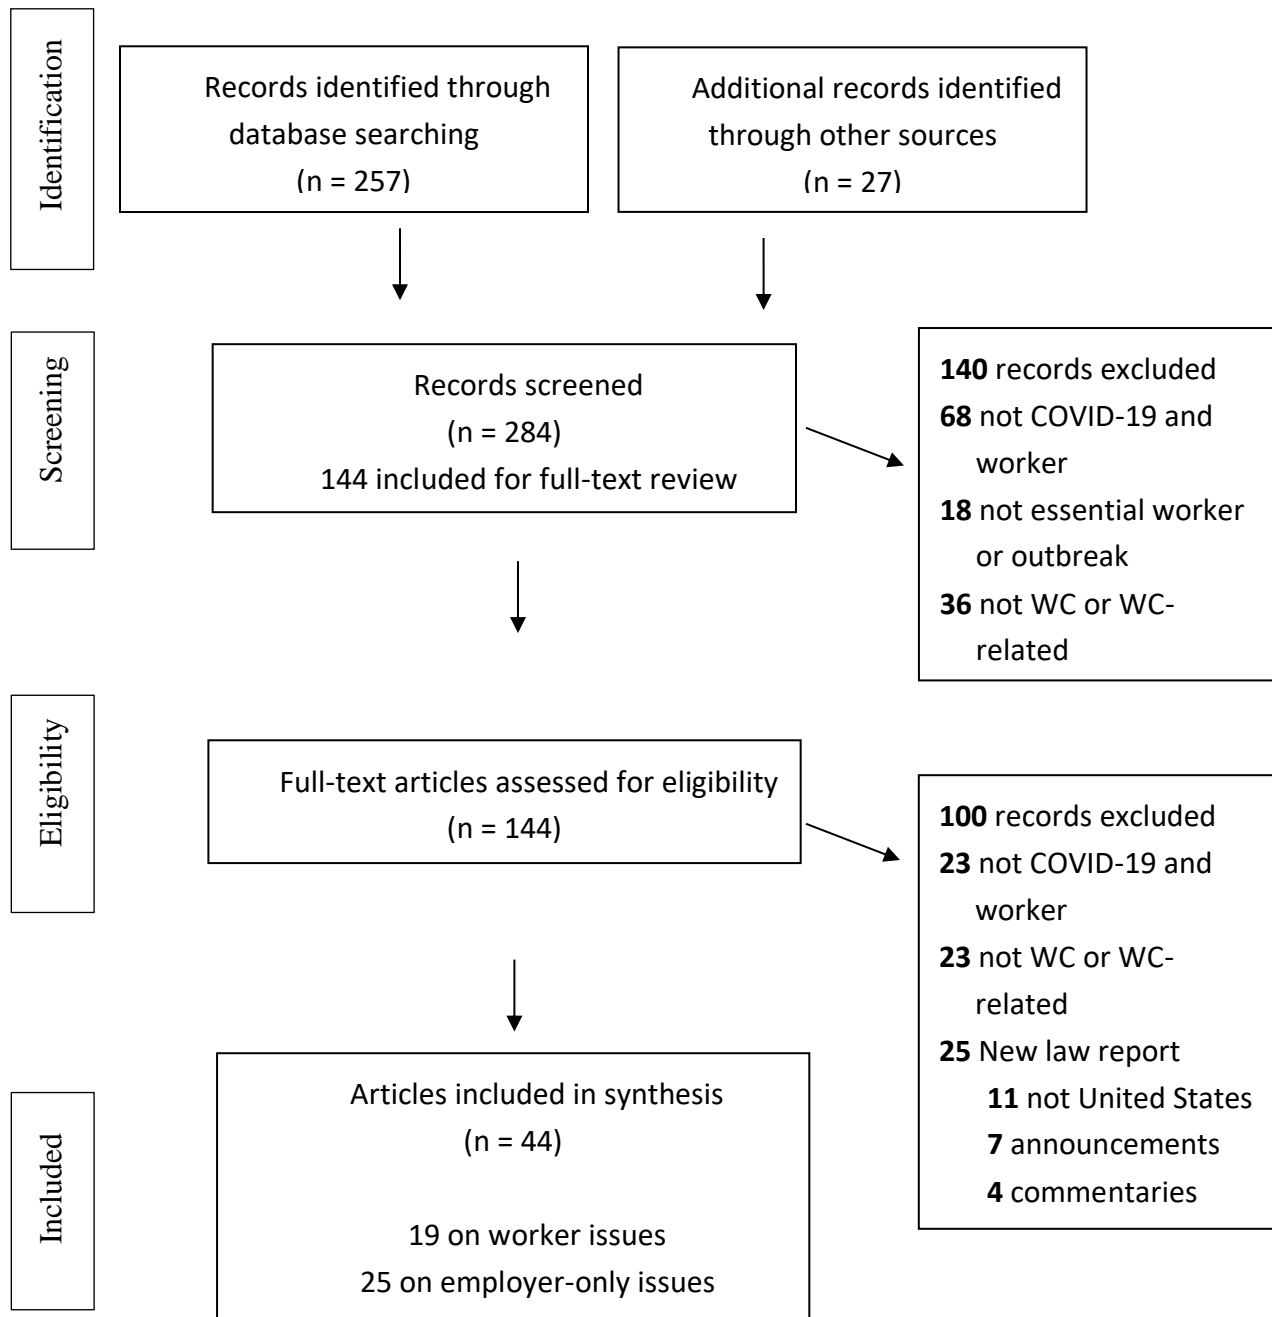 Identification
Records identified through
database searching
(n = 257)
Additional records identified
through other sources
(n = 27)
Screening
Records screened
(n = 284)
144 included for full-text review
140 records excluded
68 not COVID-19 and
worker
18 not essential worker
or outbreak
36 not WC or WC-
related
Eligibility
Full-text articles assessed for eligibility
(n = 144)
100 records excluded
23 not COVID-19 and
worker
23 not WC or WC-
related
25 New law report
11 not United States
7 announcements
4 commentaries
Included
Articles included in synthesis
(n = 44)
19 on worker issues
25 on employer-only issues